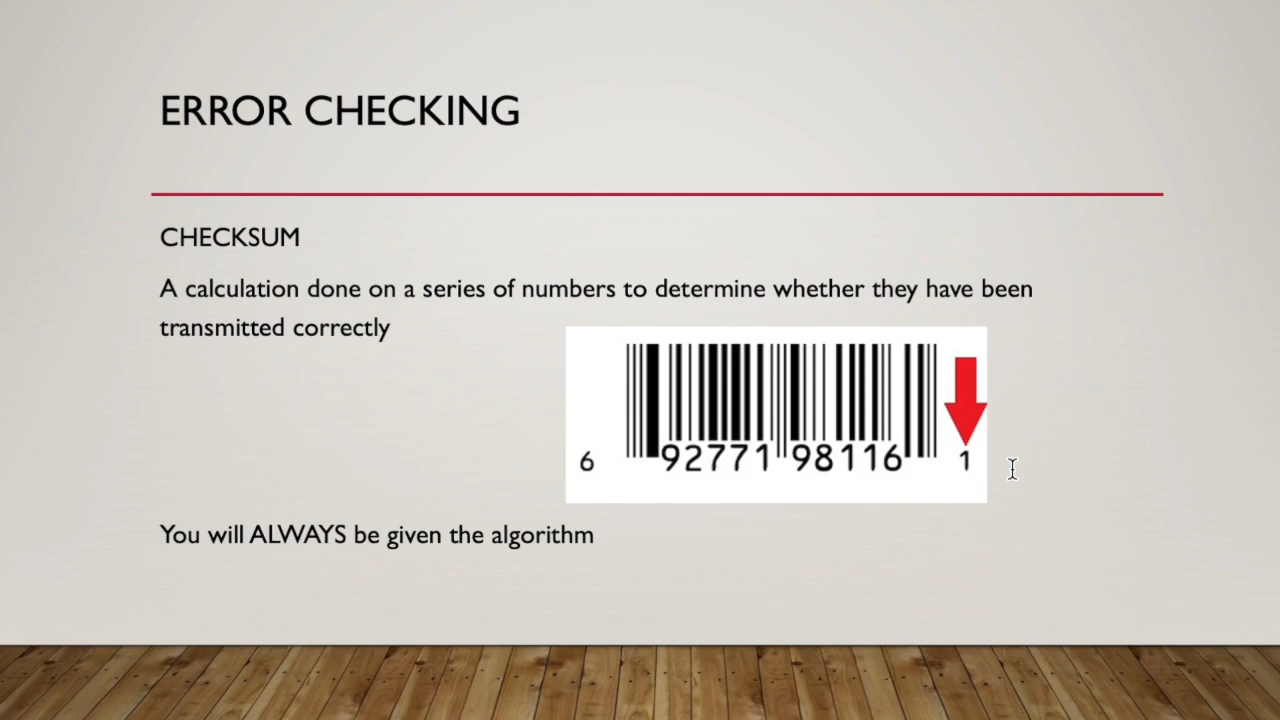 ERROR CHECKING
CHECKSUM
A calculation done on a series of numbers to determine whether they have been
transmitted correctly
6 92771 98116 1
You will ALWAYS be given the algorithm